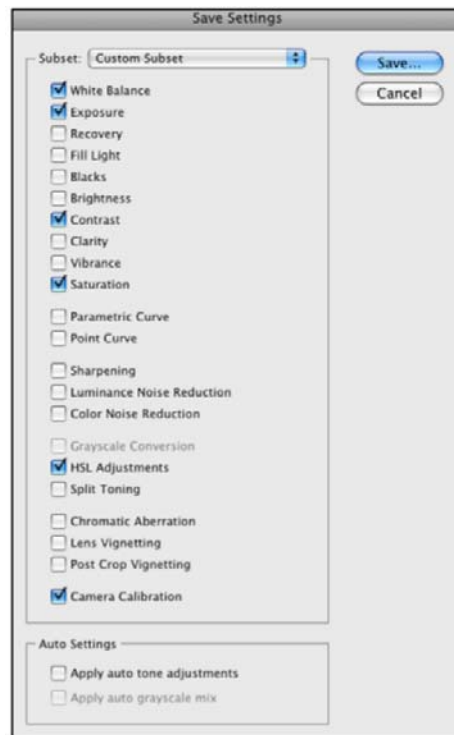 Save Settings
Subset: Custom Subset
Save...
Cancel
White Balance
Exposure
Recovery
Fill Light
Blacks
Brightness
Contrast
Clarity
Vibrance
Saturation
Parametric Curve
Point Curve
Sharpening
Luminance Noise Reduction
Color Noise Reduction
Grayscale Conversion
HSL Adjustments
Split Toning
Chromatic Aberration
Lens Vignetting
Post Crop Vignetting
Camera Calibration
Auto Settings
Apply auto tone adjustments
Apply auto grayscale mix